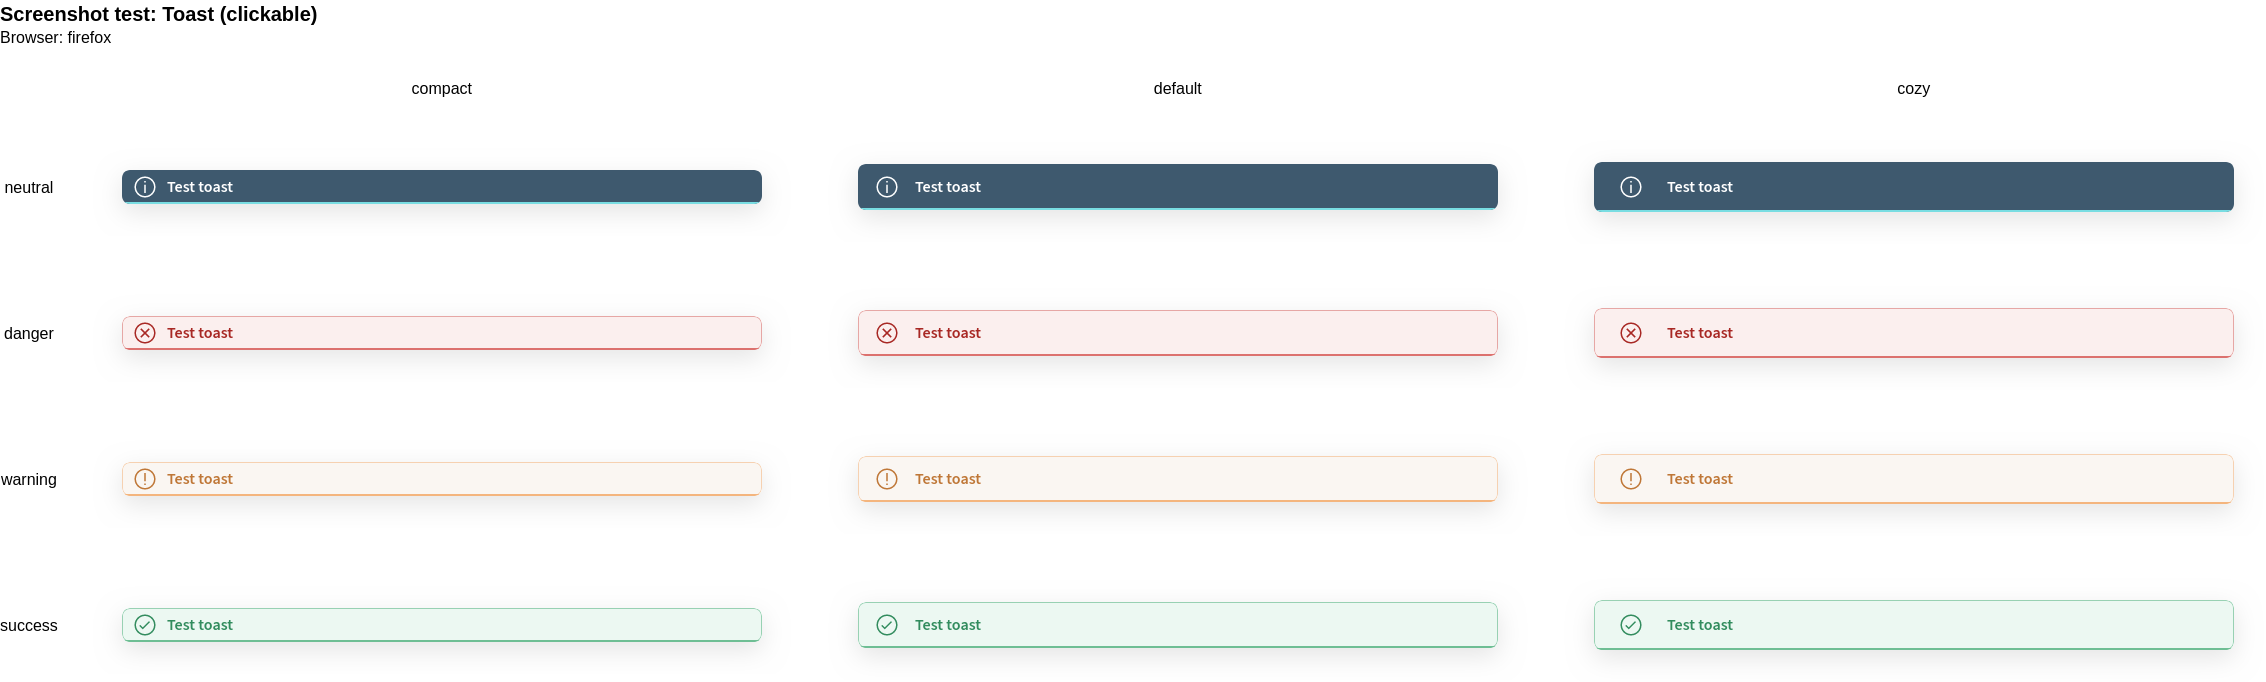 Screenshot test: Toast (clickable)
Browser: firefox
compact default cozy
neutral Test toast Test toast Test toast
danger Test toast Test toast Test toast
warning Test toast Test toast Test toast
success Test toast Test toast Test toast